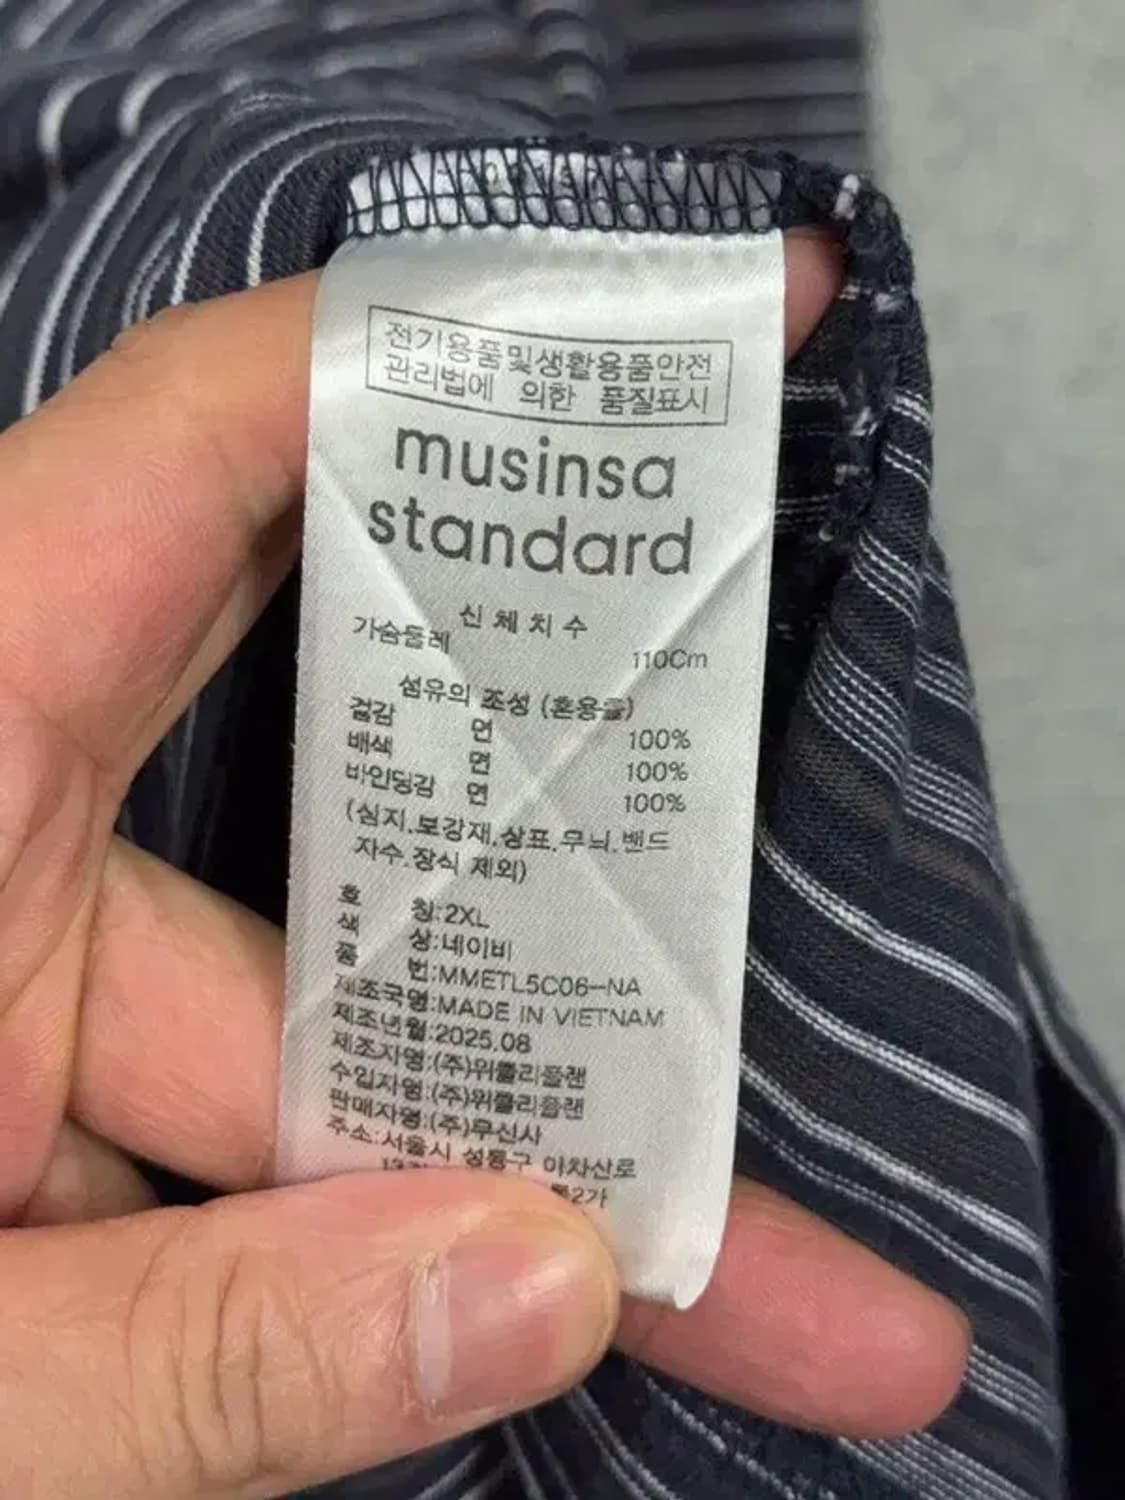 전기용품및생활용품안전
관리법에 의한 품질표시
musinsa
standard
신체치수
가슴둘레 110Cm
섬유의 조성 (혼용율)
겉감 면 100%
배색 면 100%
바인딩감 면 100%
(심지.보강재.상표.무늬.밴드
자수.장식 제외)
호 칭:2XL
색 상:네이비
품 번:MMETL5C06-NA
제조국명:MADE IN VIETNAM
제조년월:2025.08
제조자명:(주)위클리플랜
수입자명:(주)위클리플랜
판매자명:(주)무신사
주소:서울시 성동구 아차산로
2가